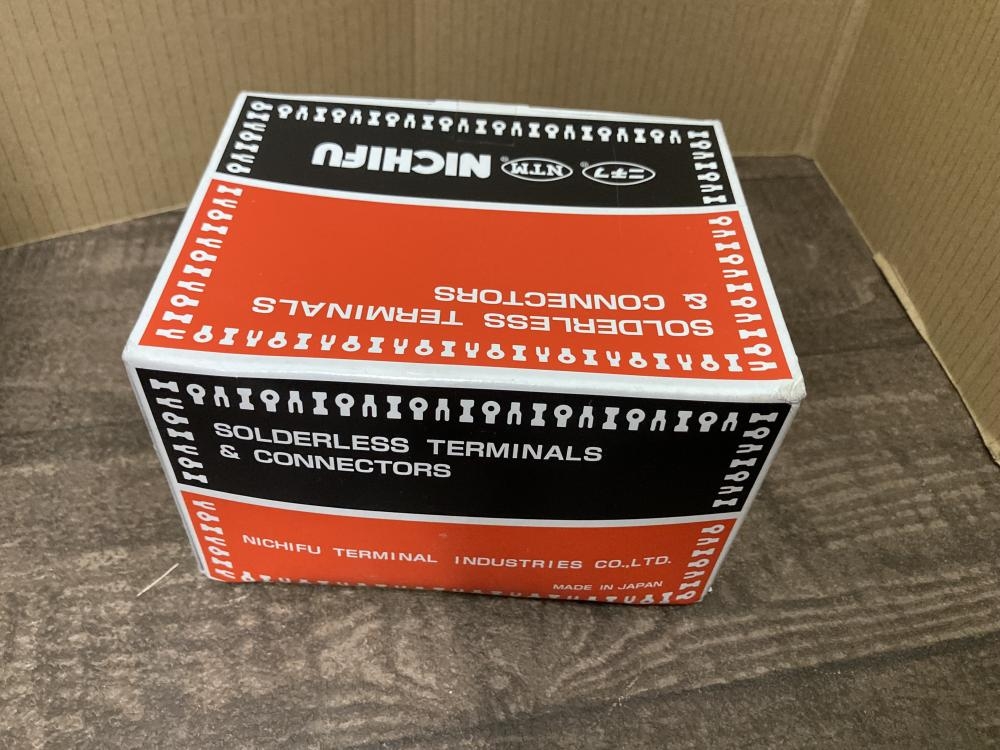 ニチフ® NTM® NICHIFU
SOLDERLESS TERMINALS
& CONNECTORS
SOLDERLESS TERMINALS
& CONNECTORS
NICHIFU TERMINAL INDUSTRIES CO.,LTD.
MADE IN JAPAN